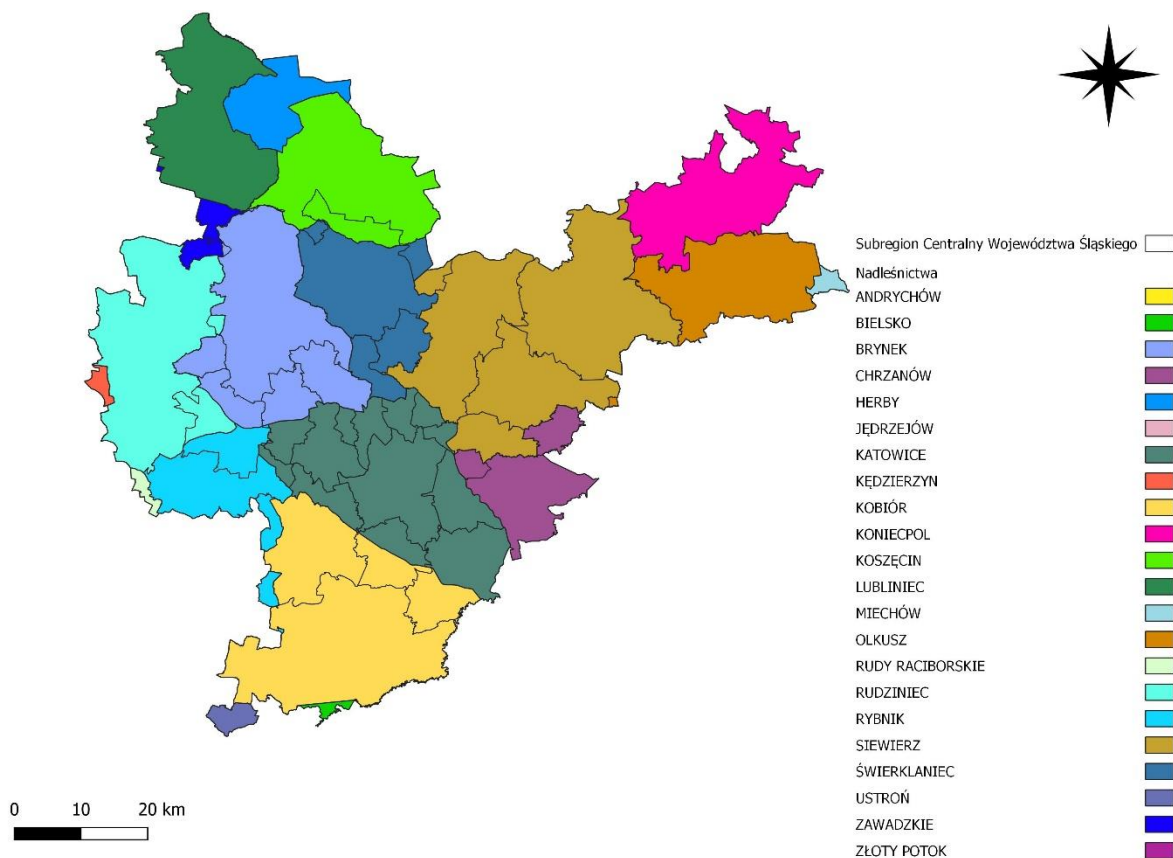 Subregion Centralny Województwa Śląskiego
Nadleśnictwa
ANDRYCHÓW
BIELSKO
BRYNEK
CHRZANÓW
HERBY
JĘDRZEJÓW
KATOWICE
KĘDZIERZYN
KOBIÓR
KONIECPOL
KOSZĘCIN
LUBLINIEC
MIECHÓW
OLKUSZ
RUDY RACIBORSKIE
RUDZINIEC
RYBNIK
SIEWIERZ
ŚWIERKLANIEC
USTROŃ
ZAWADZKIE
ZŁOTY POTOK
0 10 20 km